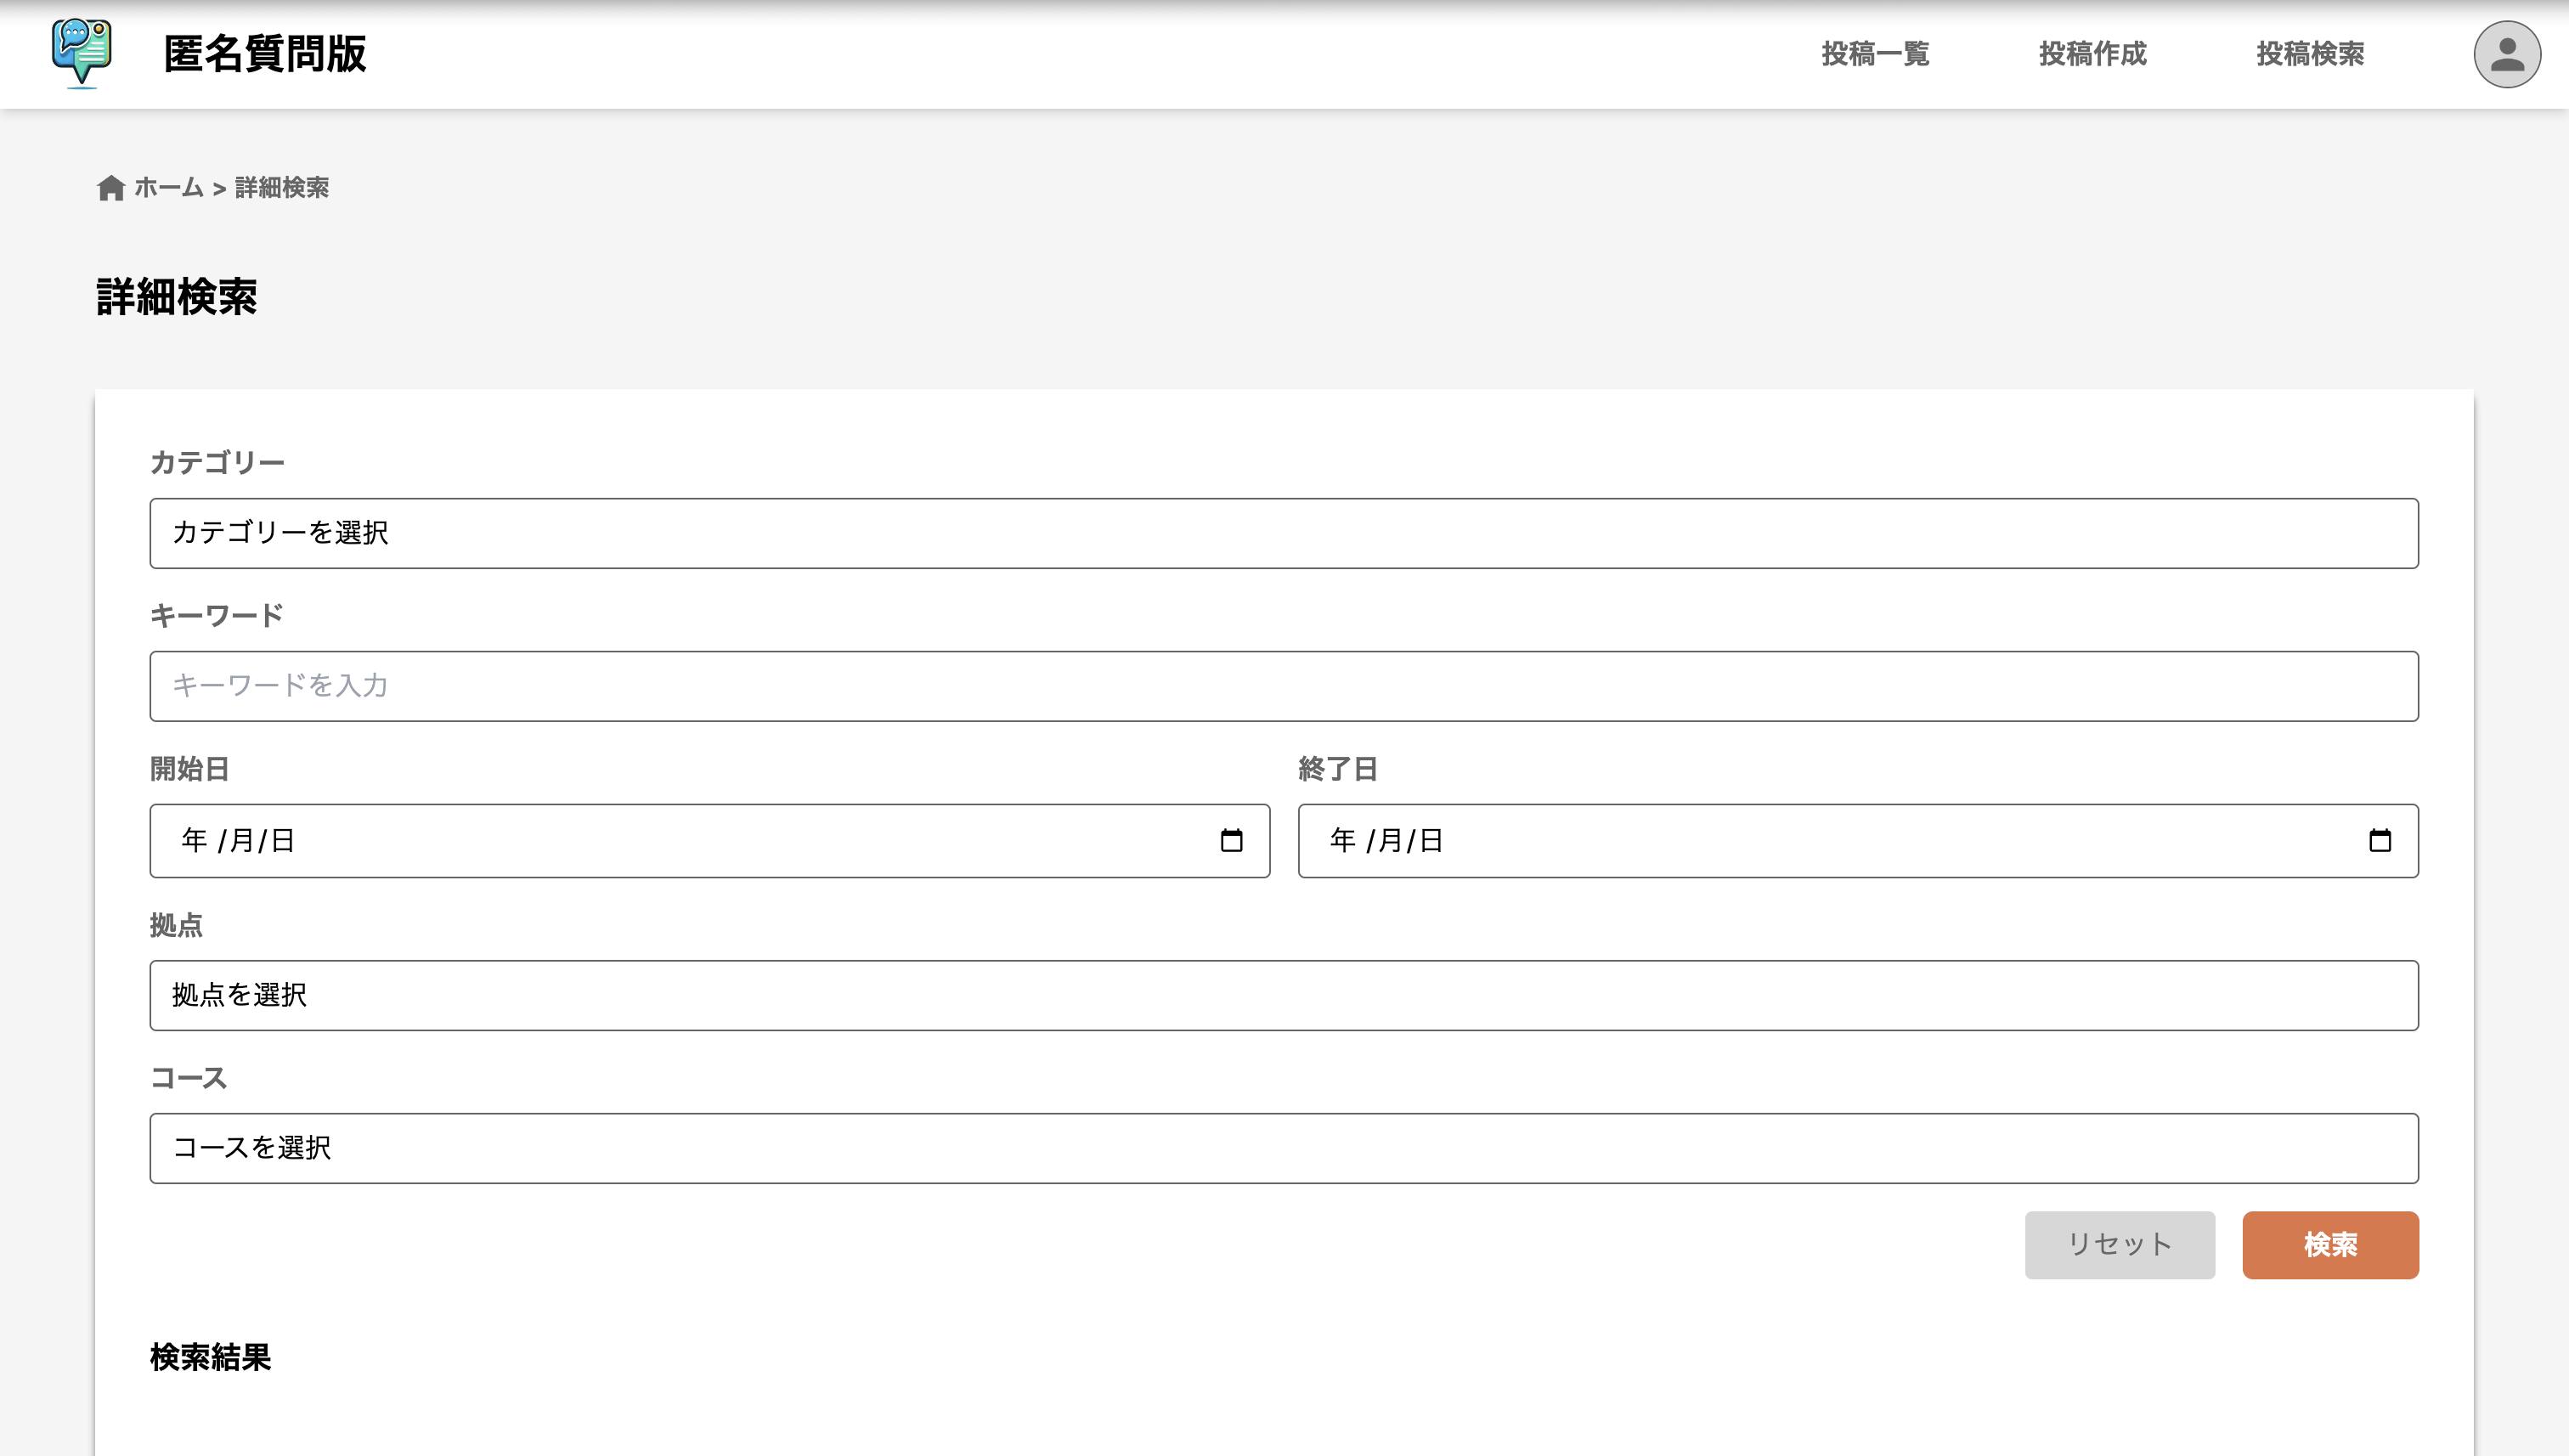 匿名質問版
投稿一覧 投稿作成 投稿検索
ホーム > 詳細検索
詳細検索
カテゴリー
カテゴリーを選択
キーワード
キーワードを入力
開始日 終了日
年 /月/日 年 /月/日
拠点
拠点を選択
コース
コースを選択
リセット 検索
検索結果